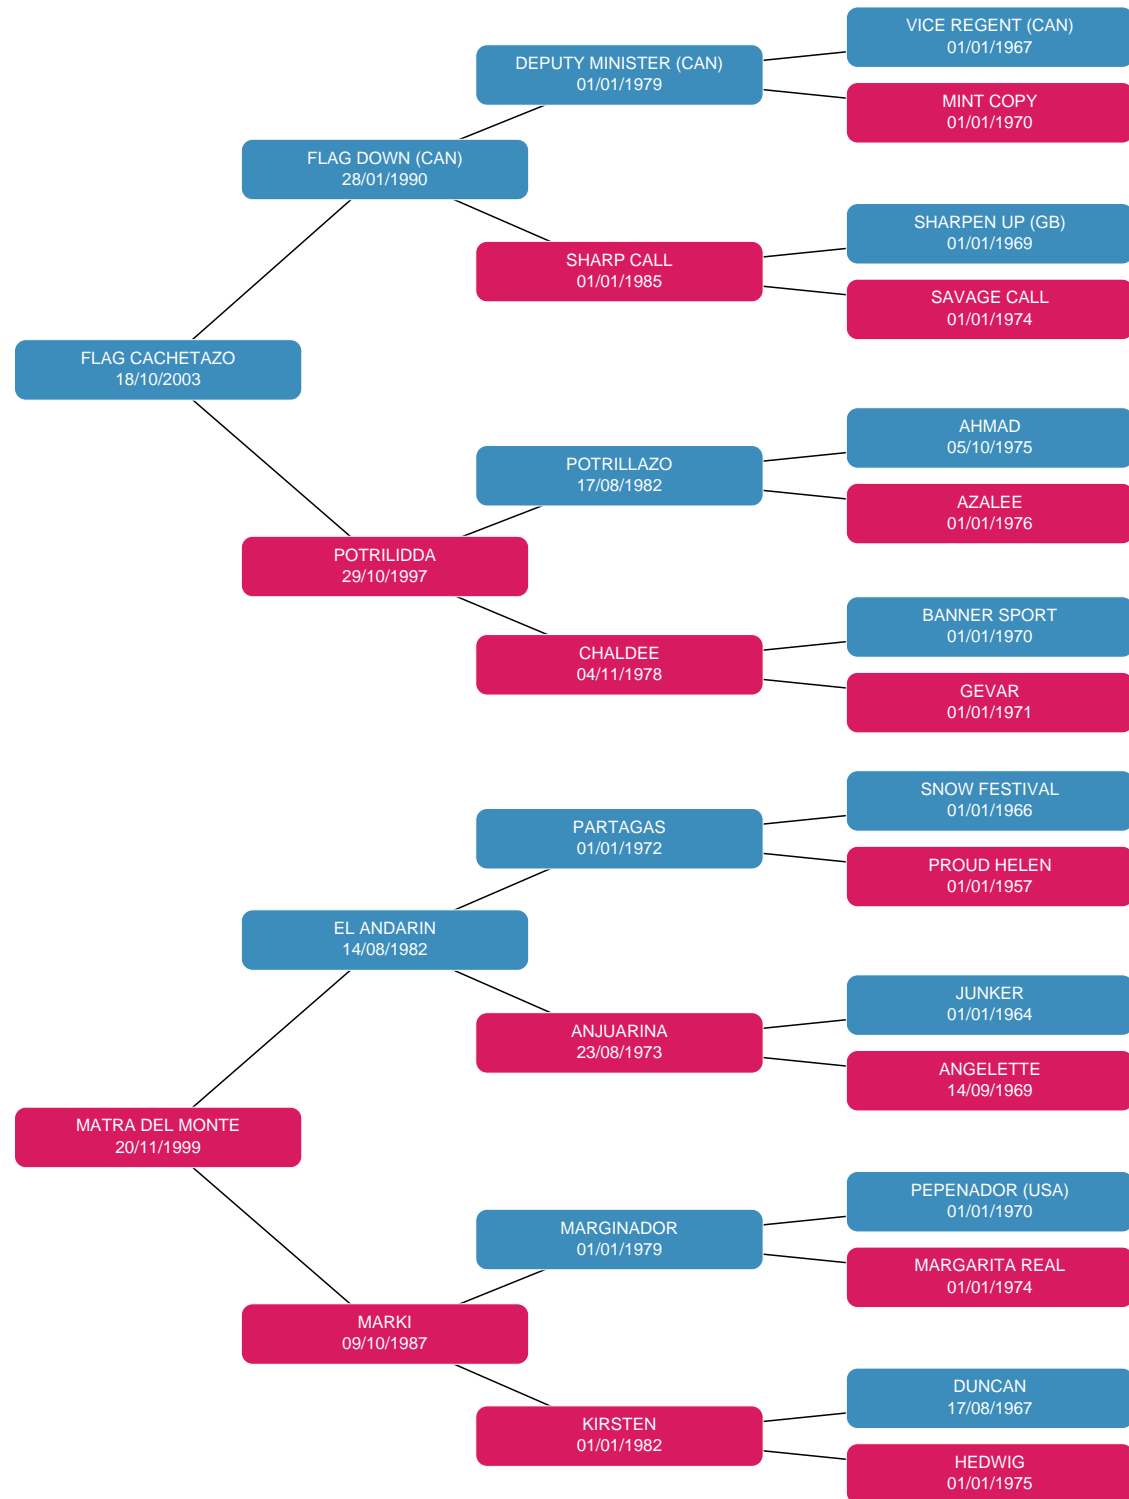 VICE REGENT (CAN)
01/01/1967
DEPUTY MINISTER (CAN)
01/01/1979
MINT COPY
01/01/1970
FLAG DOWN (CAN)
28/01/1990
SHARPEN UP (GB)
01/01/1969
SHARP CALL
01/01/1985
SAVAGE CALL
01/01/1974
FLAG CACHETAZO
18/10/2003
AHMAD
05/10/1975
POTRILLAZO
17/08/1982
AZALEE
01/01/1976
POTRILIDDA
29/10/1997
BANNER SPORT
01/01/1970
CHALDEE
04/11/1978
GEVAR
01/01/1971
SNOW FESTIVAL
01/01/1966
PARTAGAS
01/01/1972
PROUD HELEN
01/01/1957
EL ANDARIN
14/08/1982
JUNKER
01/01/1964
ANJUARINA
23/08/1973
ANGELETTE
14/09/1969
MATRA DEL MONTE
20/11/1999
PEPENADOR (USA)
01/01/1970
MARGINADOR
01/01/1979
MARGARITA REAL
01/01/1974
MARKI
09/10/1987
DUNCAN
17/08/1967
KIRSTEN
01/01/1982
HEDWIG
01/01/1975